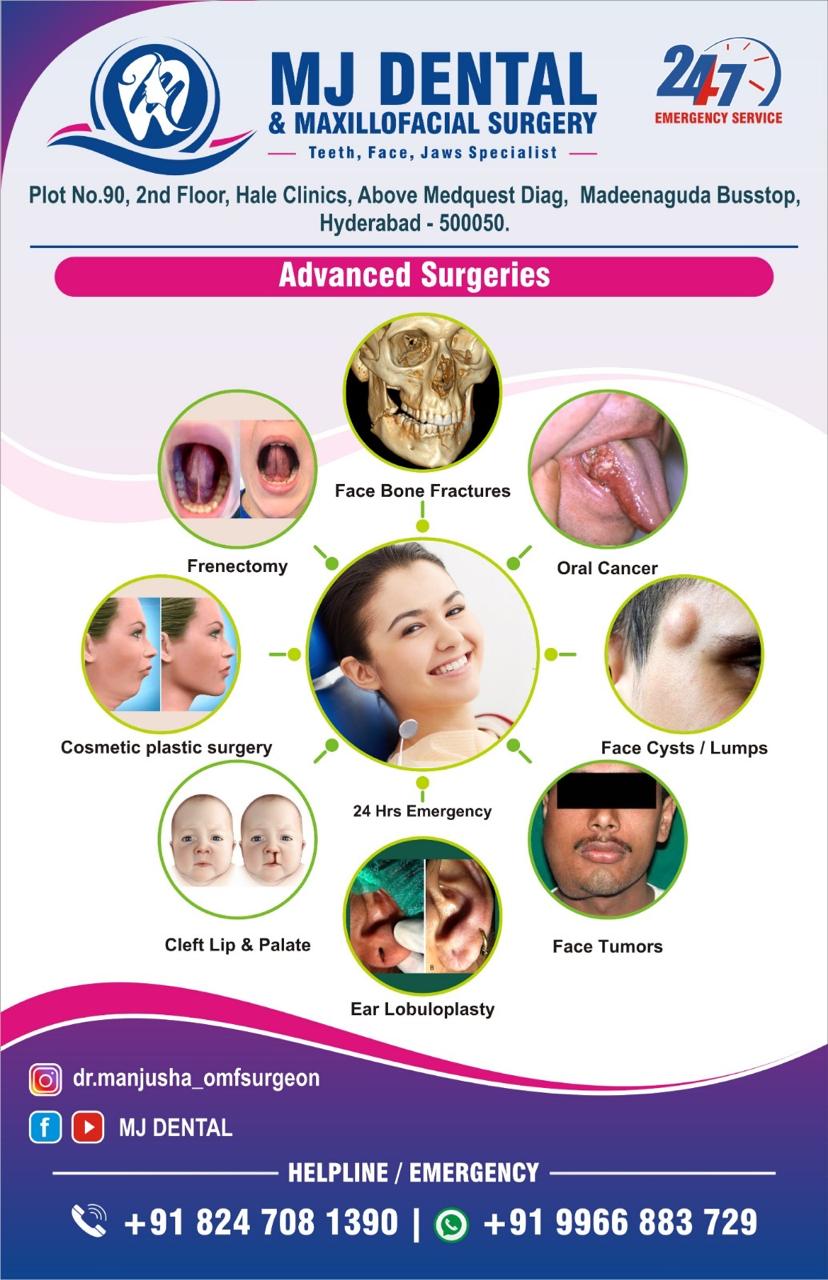 MJ DENTAL
& MAXILLOFACIAL SURGERY
Teeth, Face, Jaws Specialist
247
EMERGENCY SERVICE
Plot No.90, 2nd Floor, Hale Clinics, Above Medquest Diag, Madeenaguda Busstop,
Hyderabad - 500050.
Advanced Surgeries
Face Bone Fractures
Frenectomy
Oral Cancer
Cosmetic plastic surgery
Face Cysts / Lumps
24 Hrs Emergency
Cleft Lip & Palate
Face Tumors
B
Ear Lobuloplasty
dr.manjusha_omfsurgeon
MJ DENTAL
HELPLINE / EMERGENCY
+91 824 708 1390 | +91 9966 883 729